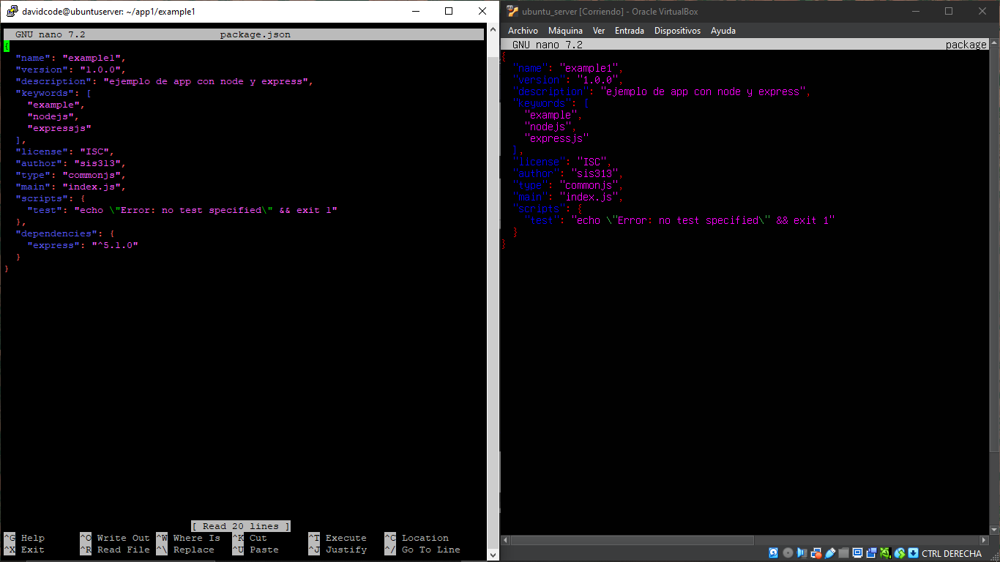 davidcode@ubuntuserver: ~/app1/example1
GNU nano 7.2 package.json
{
"name": "example1",
"version": "1.0.0",
"description": "ejemplo de app con node y express",
"keywords": [
"example",
"nodejs",
"expressjs"
],
"license": "ISC",
"author": "sis313",
"type": "commonjs",
"main": "index.js",
"scripts": {
"test": "echo \"Error: no test specified\" && exit 1"
},
"dependencies": {
"express": "^5.1.0"
}
}
[ Read 20 lines ]
^G Help ^O Write Out ^W Where Is ^K Cut ^T Execute ^C Location
^X Exit ^R Read File ^\ Replace ^U Paste ^J Justify ^/ Go To Line
ubuntu_server [Corriendo] - Oracle VirtualBox
Archivo Máquina Ver Entrada Dispositivos Ayuda
GNU nano 7.2 package
{
"name": "example1",
"version": "1.0.0",
"description": "ejemplo de app con node y express",
"keywords": [
"example",
"nodejs",
"expressjs"
],
"license": "ISC",
"author": "sis313",
"type": "commonjs",
"main": "index.js",
"scripts": {
"test": "echo \"Error: no test specified\" && exit 1"
}
}
CTRL DERECHA